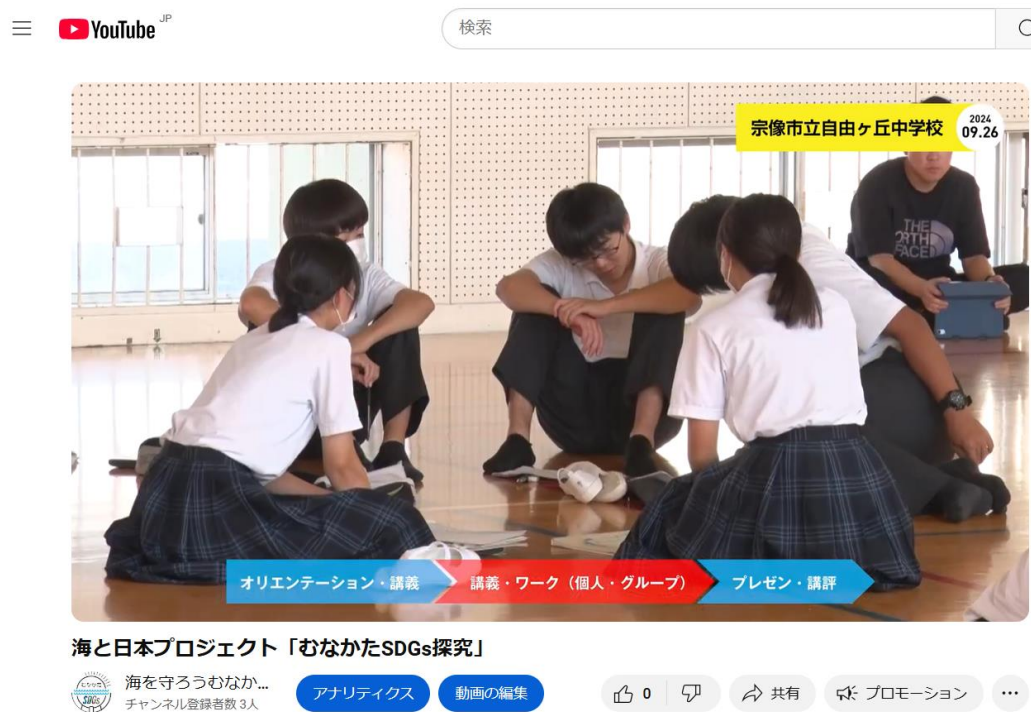 YouTube JP
検索
宗像市立自由ヶ丘中学校
2024
09.26
THE
NORTH
FACE
オリエンテーション・講義
講義・ワーク（個人・グループ）
プレゼン・講評
海と日本プロジェクト「むなかたSDGs探究」
SDGs
海を守ろうむなか...
チャンネル登録者数 3人
アナリティクス
動画の編集
0
共有
プロモーション